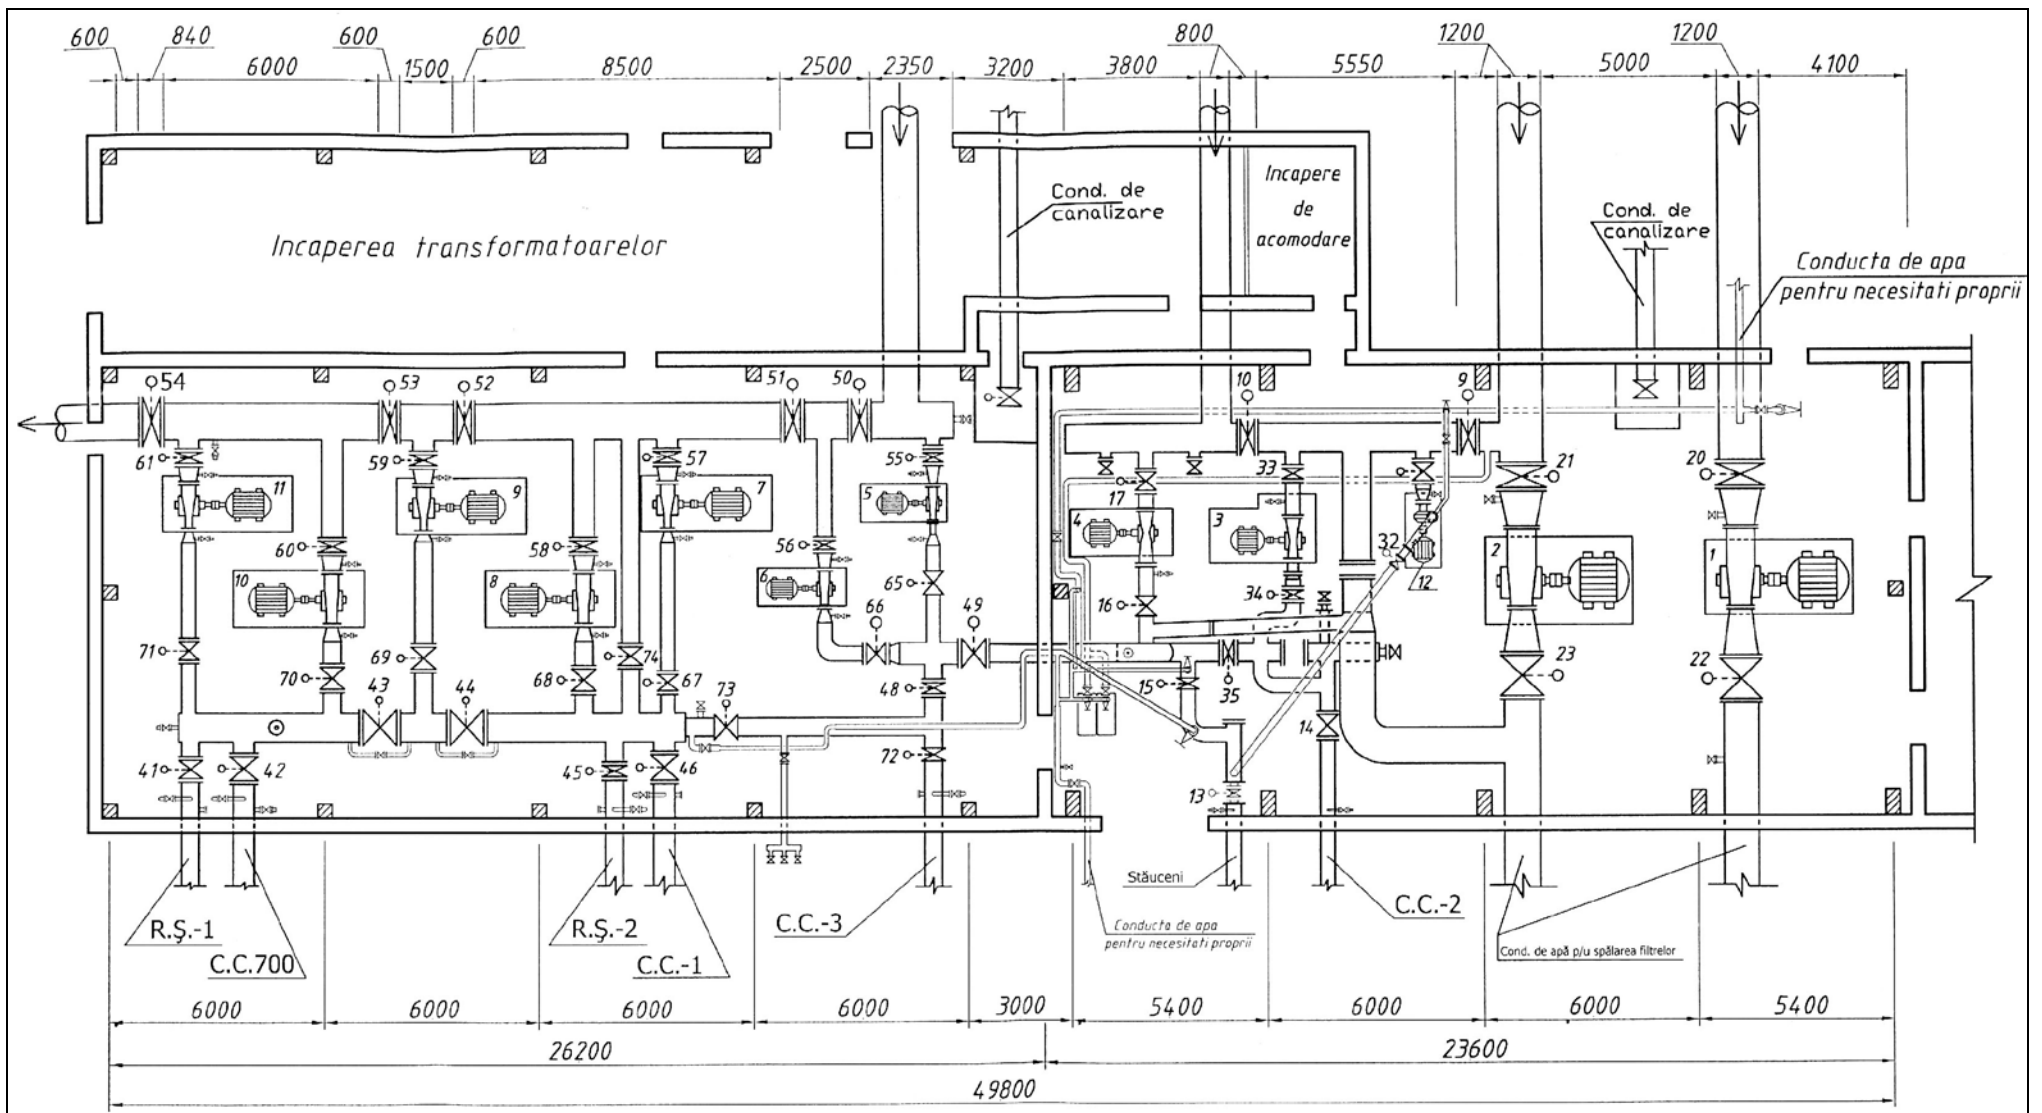 600 840 600 600 800 1200 1200
6000 1500 8500 2500 2350 3200 3800 5550 5000 4100
Incaperea transformatoarelor
Cond. de
canalizare
Incapere
de
acomodare
Cond. de
canalizare
Conducta de apa
pentru necesitati proprii
54 53 52 51 50 10 9
61 59 57 55 33 21 20
11 9 7 5 17
4 3 32 2 1
60 58 56 12
10 8 6 65 34
16
71 70 69 68 74 67 66 49 23 22
43 44 73 48 15 35 14
41 42 45 46 72 13
R.Ş.-1
C.C.700
R.Ş.-2
C.C.-1
C.C.-3
Conducta de apa
pentru necesitati proprii
Stăuceni
C.C.-2
Cond. de apă p/u spălarea filtrelor
6000 6000 6000 6000 3000 5400 6000 6000 5400
26200 23600
49800